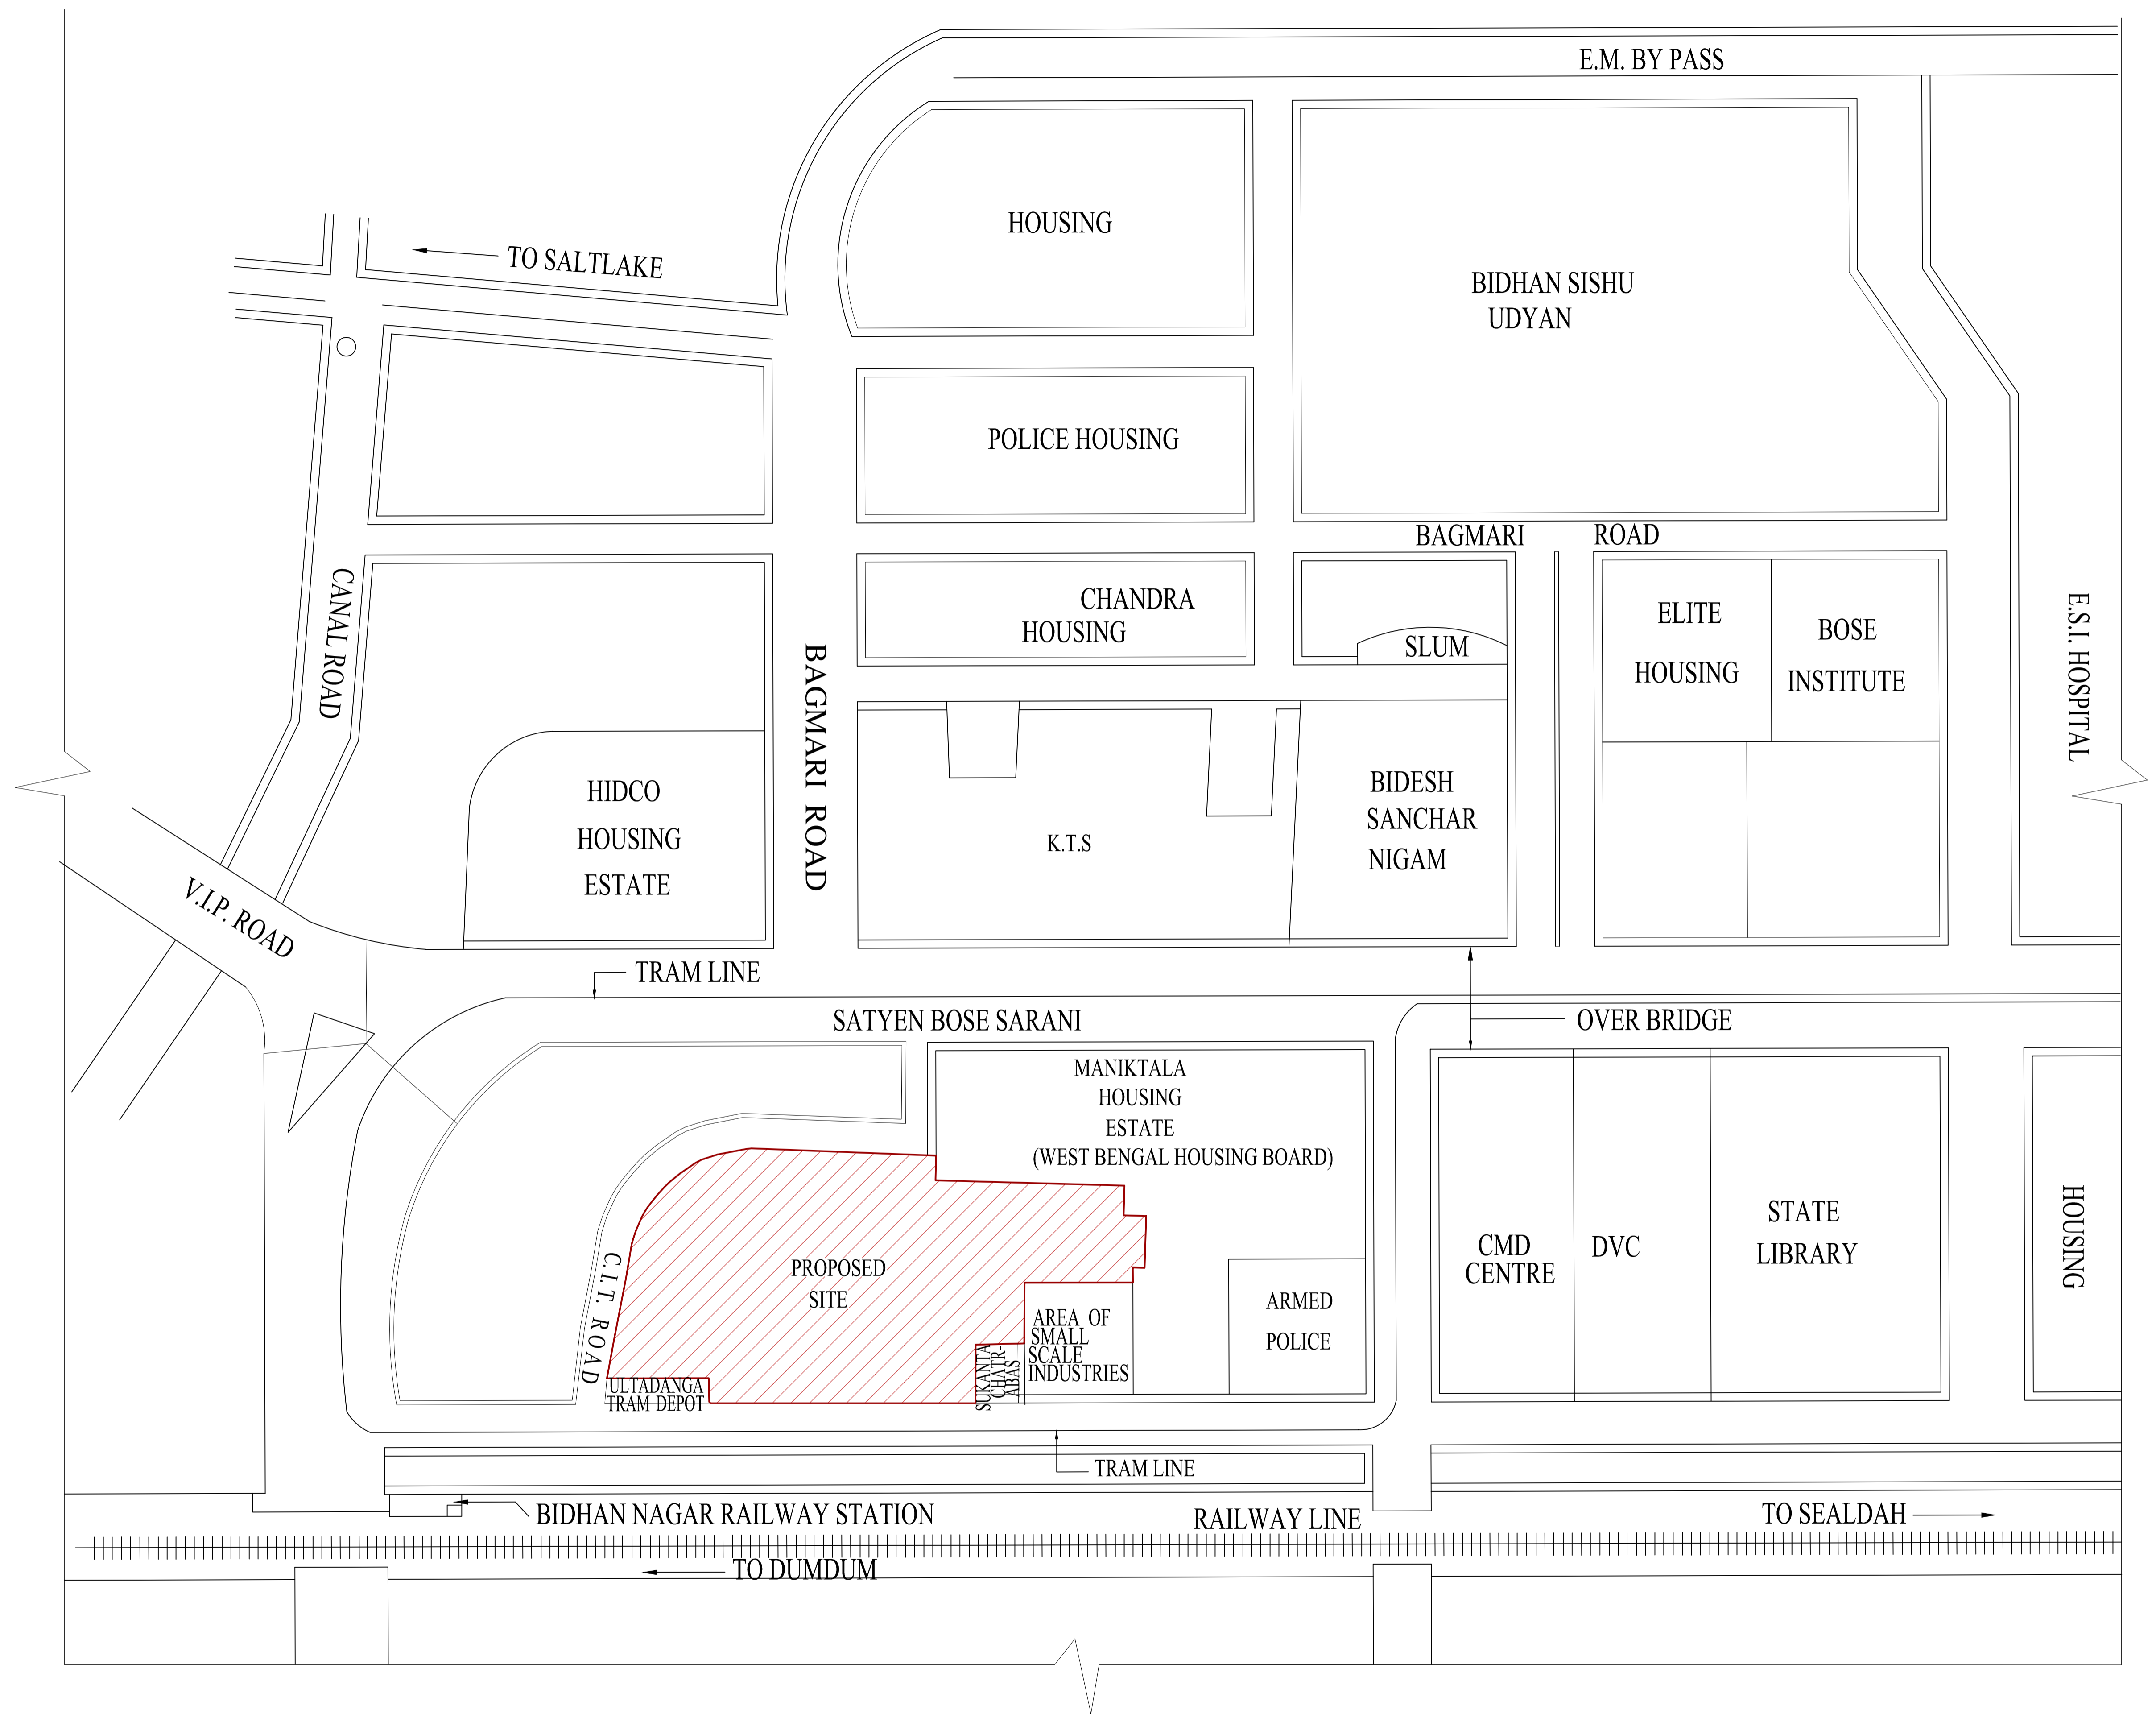 E.M. BY PASS
HOUSING
TO SALTLAKE
BIDHAN SISHU
UDYAN
POLICE HOUSING
BAGMARI ROAD
CANAL ROAD
CHANDRA
HOUSING
SLUM
ELITE
HOUSING
BOSE
INSTITUTE
E.S.I. HOSPITAL
BAGMARI ROAD
HIDCO
HOUSING
ESTATE
K.T.S
BIDESH
SANCHAR
NIGAM
V.I.P. ROAD
TRAM LINE
SATYEN BOSE SARANI
OVER BRIDGE
MANIKTALA
HOUSING
ESTATE
(WEST BENGAL HOUSING BOARD)
PROPOSED
SITE
C.I.T. ROAD
AREA OF
SMALL
SCALE
INDUSTRIES
ARMED
POLICE
CMD
CENTRE
DVC
STATE
LIBRARY
HOUSING
ULTADANGA
TRAM DEPOT
SUKANTA
CHATR-
ABAS
TRAM LINE
BIDHAN NAGAR RAILWAY STATION
RAILWAY LINE
TO SEALDAH
TO DUMDUM